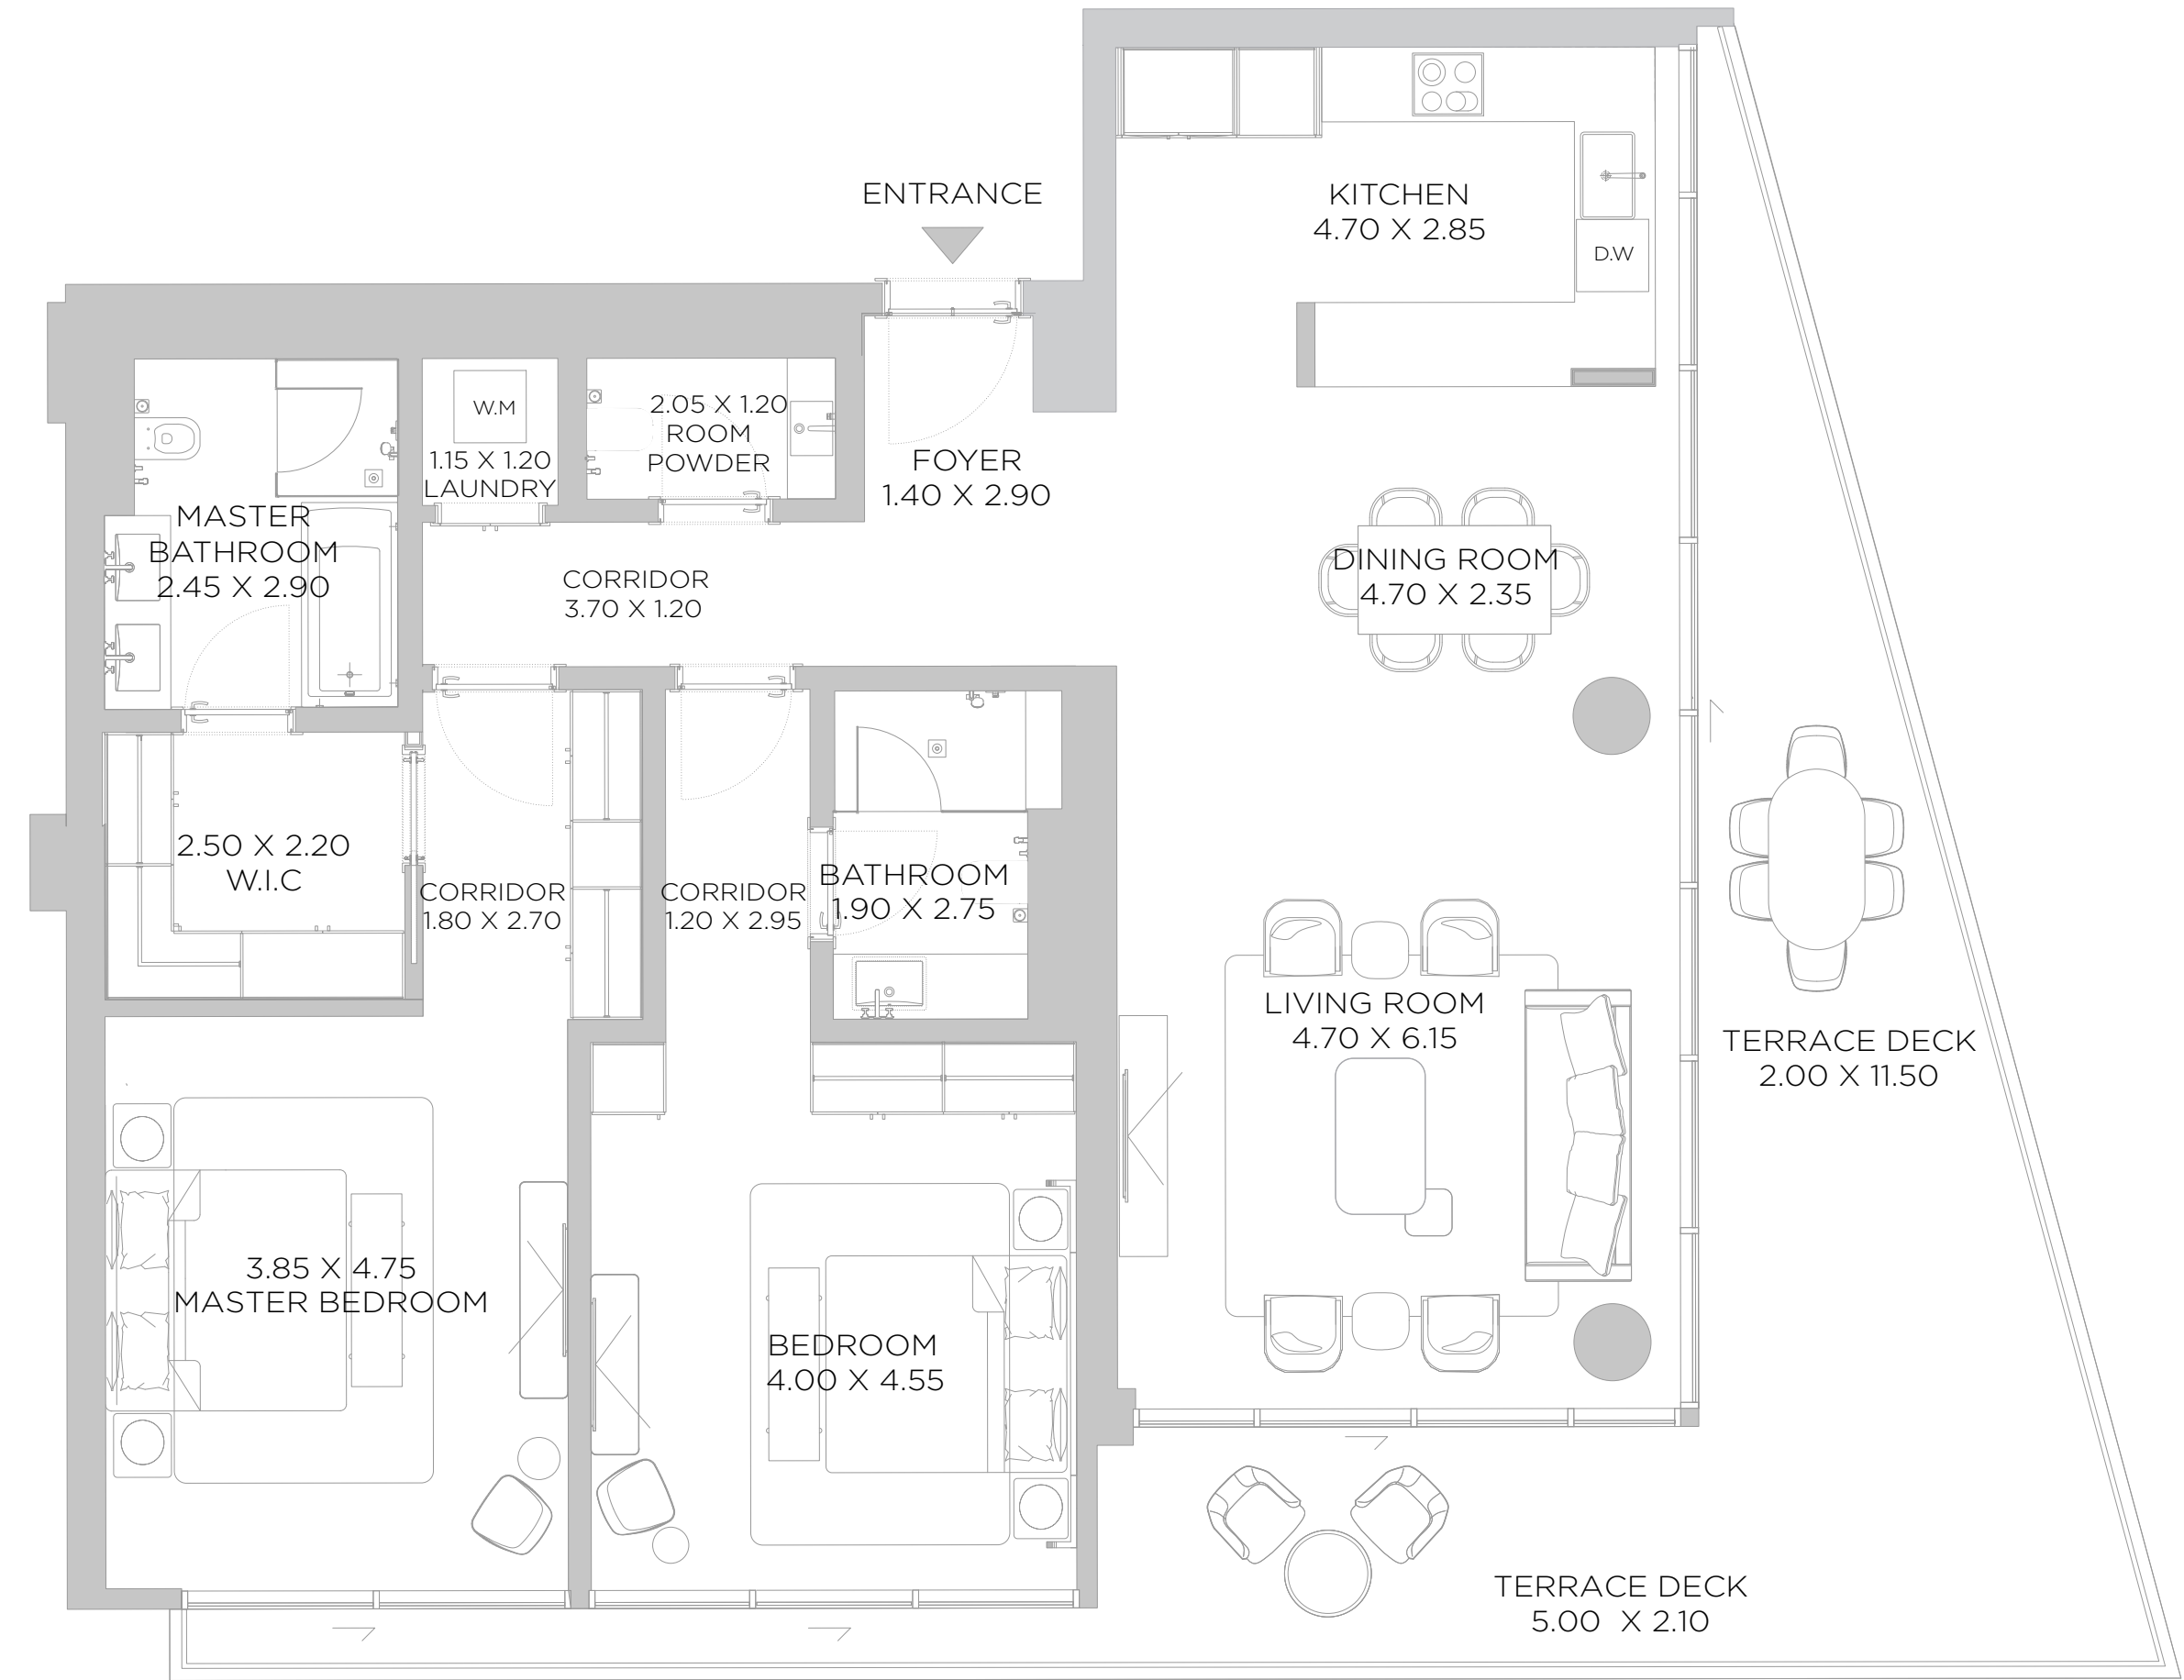 ENTRANCE
KITCHEN
4.70 X 2.85
D.W
W.M
1.15 X 1.20
LAUNDRY
2.05 X 1.20
ROOM
POWDER
FOYER
1.40 X 2.90
MASTER
BATHROOM
2.45 X 2.90
CORRIDOR
3.70 X 1.20
DINING ROOM
4.70 X 2.35
2.50 X 2.20
W.I.C
CORRIDOR
1.80 X 2.70
CORRIDOR
1.20 X 2.95
BATHROOM
1.90 X 2.75
LIVING ROOM
4.70 X 6.15
TERRACE DECK
2.00 X 11.50
3.85 X 4.75
MASTER BEDROOM
BEDROOM
4.00 X 4.55
TERRACE DECK
5.00 X 2.10